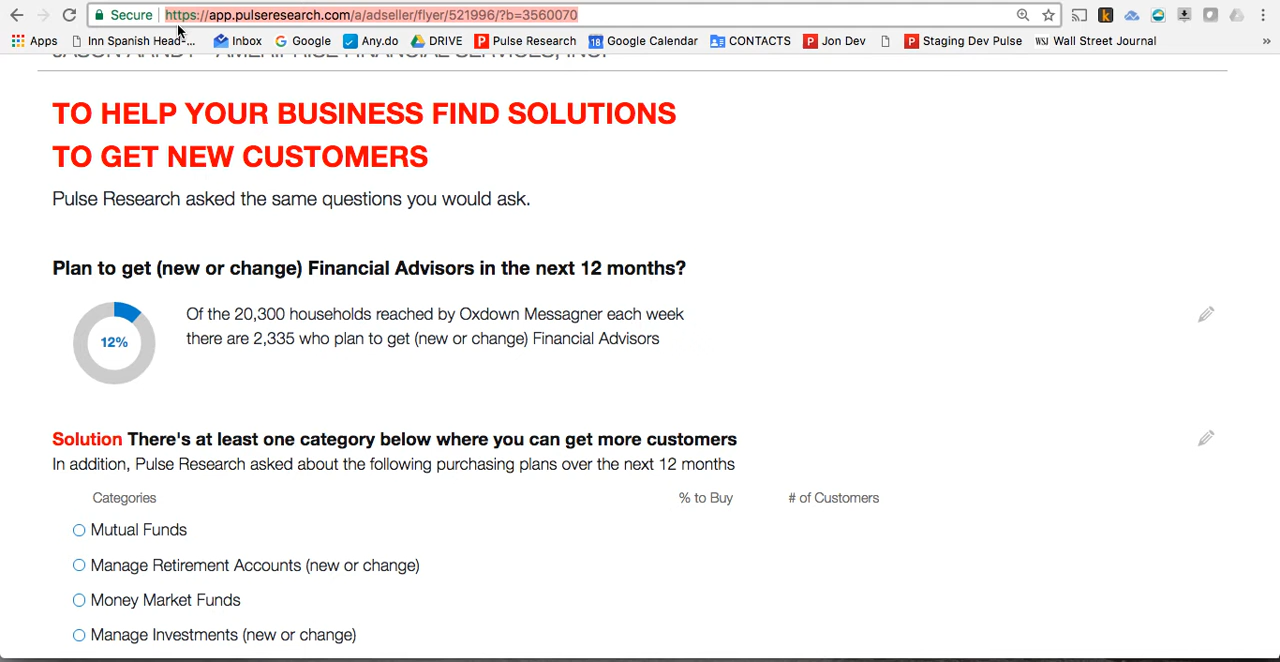 Secure https://app.pulseresearch.com/a/adseller/flyer/521996/?b=3560070
Apps Inn Spanish Head-... Inbox Google Any.do DRIVE Pulse Research Google Calendar CONTACTS Jon Dev Staging Dev Pulse WSJ Wall Street Journal »
TO HELP YOUR BUSINESS FIND SOLUTIONS
TO GET NEW CUSTOMERS
Pulse Research asked the same questions you would ask.
Plan to get (new or change) Financial Advisors in the next 12 months?
12%
Of the 20,300 households reached by Oxdown Messagner each week
there are 2,335 who plan to get (new or change) Financial Advisors
Solution There's at least one category below where you can get more customers
In addition, Pulse Research asked about the following purchasing plans over the next 12 months
Categories % to Buy # of Customers
Mutual Funds
Manage Retirement Accounts (new or change)
Money Market Funds
Manage Investments (new or change)